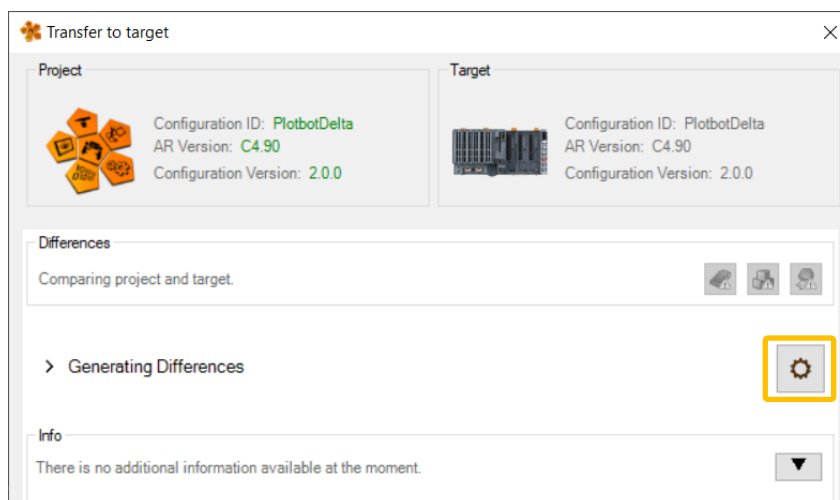 Transfer to target
Project
Configuration ID: PlotbotDelta
AR Version: C4.90
Configuration Version: 2.0.0
Target
Configuration ID: PlotbotDelta
AR Version: C4.90
Configuration Version: 2.0.0
Differences
Comparing project and target.
Generating Differences
Info
There is no additional information available at the moment.